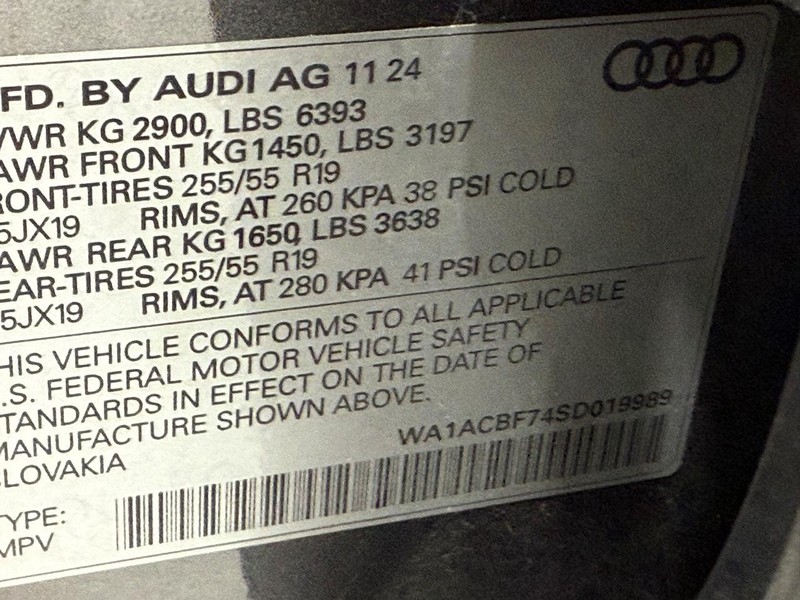 FD. BY AUDI AG 11 24
VWR KG 2900, LBS 6393
AWR FRONT KG1450, LBS 3197
RONT-TIRES 255/55 R19
5JX19 RIMS, AT 260 KPA 38 PSI COLD
AWR REAR KG 1650, LBS 3638
EAR-TIRES 255/55 R19
5JX19 RIMS, AT 280 KPA 41 PSI COLD
HIS VEHICLE CONFORMS TO ALL APPLICABLE
.S. FEDERAL MOTOR VEHICLE SAFETY
TANDARDS IN EFFECT ON THE DATE OF
MANUFACTURE SHOWN ABOVE.
WA1ACBF74SD019989
LOVAKIA
TYPE:
MPV